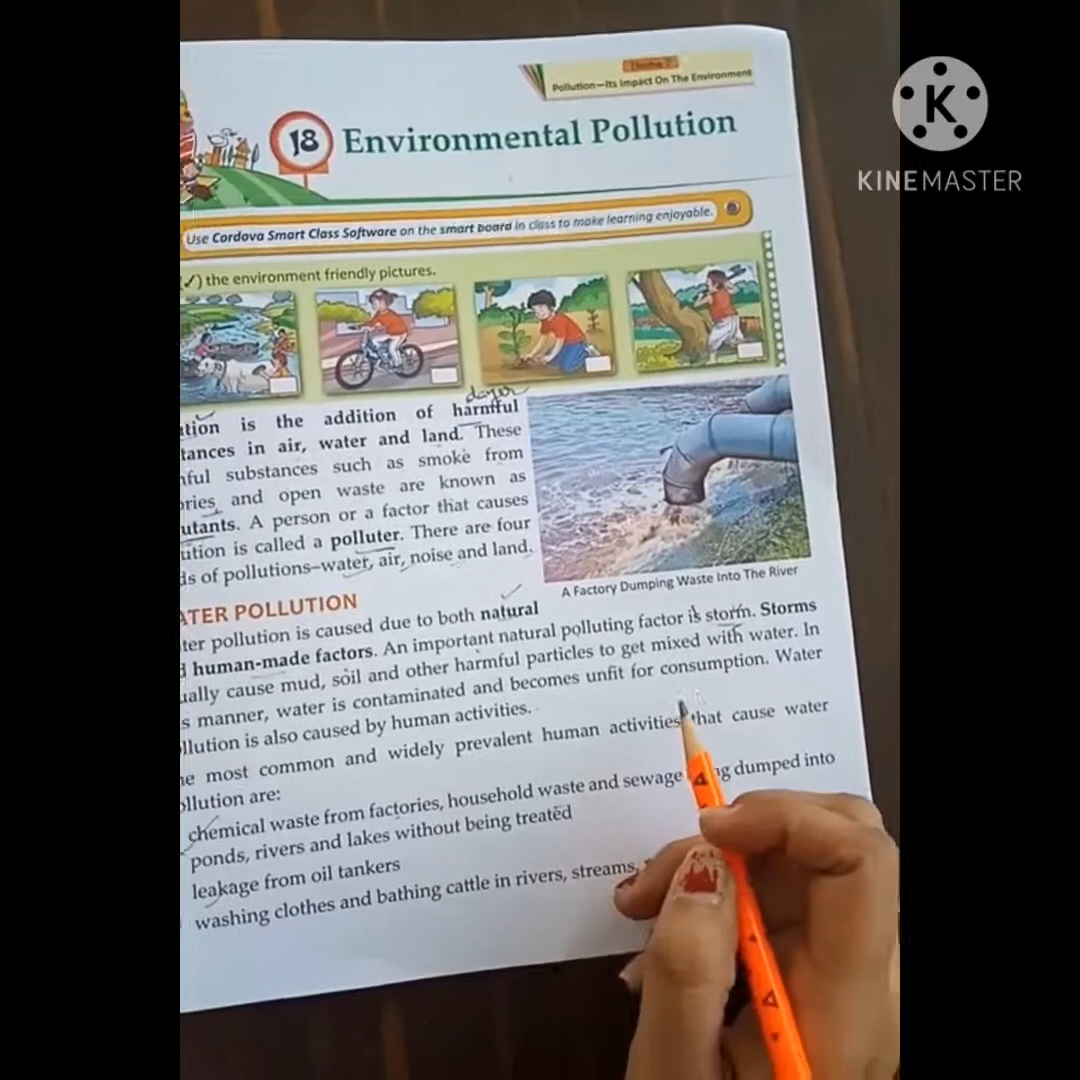 Theme 7
Pollution—Its Impact On The Environment
18 Environmental Pollution
Use Cordova Smart Class Software on the smart board in class to make learning enjoyable.
(✓) the environment friendly pictures.
danger
tion is the addition of harmful
tances in air, water and land. These
ful substances such as smoke from
ories and open waste are known as
utants. A person or a factor that causes
ution is called a polluter. There are four
ds of pollutions–water, air, noise and land.
A Factory Dumping Waste Into The River
ATER POLLUTION
ter pollution is caused due to both natural
d human-made factors. An important natural polluting factor is storm. Storms
ually cause mud, soil and other harmful particles to get mixed with water. In
s manner, water is contaminated and becomes unfit for consumption. Water
llution is also caused by human activities.
e most common and widely prevalent human activities that cause water
ollution are:
chemical waste from factories, household waste and sewage dumped into
ponds, rivers and lakes without being treated
leakage from oil tankers
washing clothes and bathing cattle in rivers, streams,
K
KINEMASTER